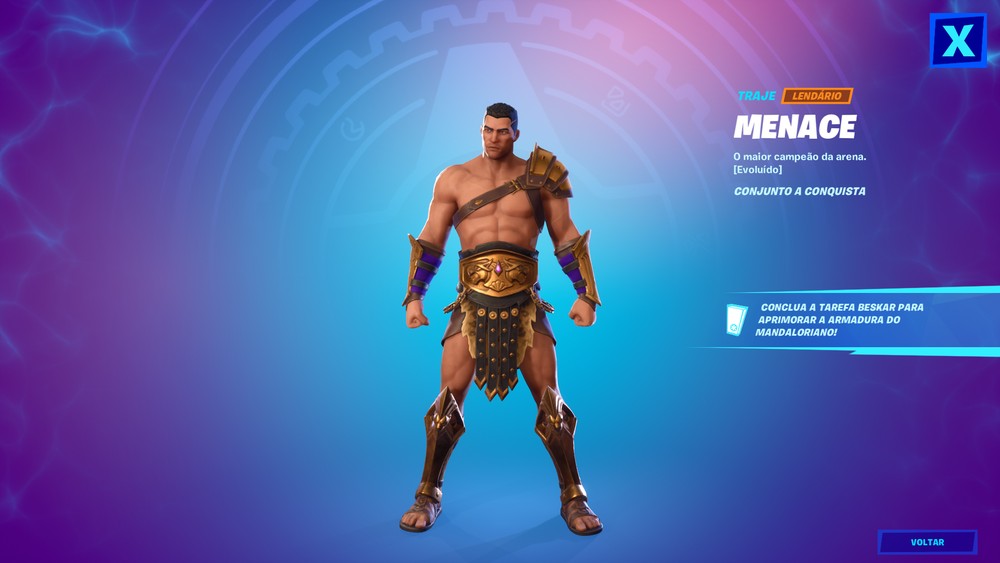 X
TRAJE LENDÁRIO
MENACE
O maior campeão da arena.
[Evoluído]
CONJUNTO A CONQUISTA
CONCLUA A TAREFA BESKAR PARA
APRIMORAR A ARMADURA DO
MANDALORIANO!
VOLTAR